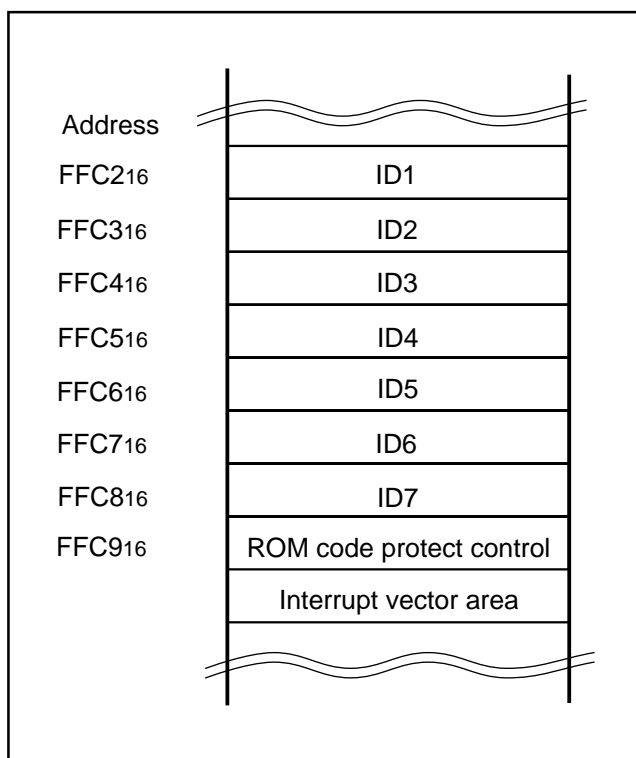 Address
FFC216 ID1
FFC316 ID2
FFC416 ID3
FFC516 ID4
FFC616 ID5
FFC716 ID6
FFC816 ID7
FFC916 ROM code protect control
Interrupt vector area